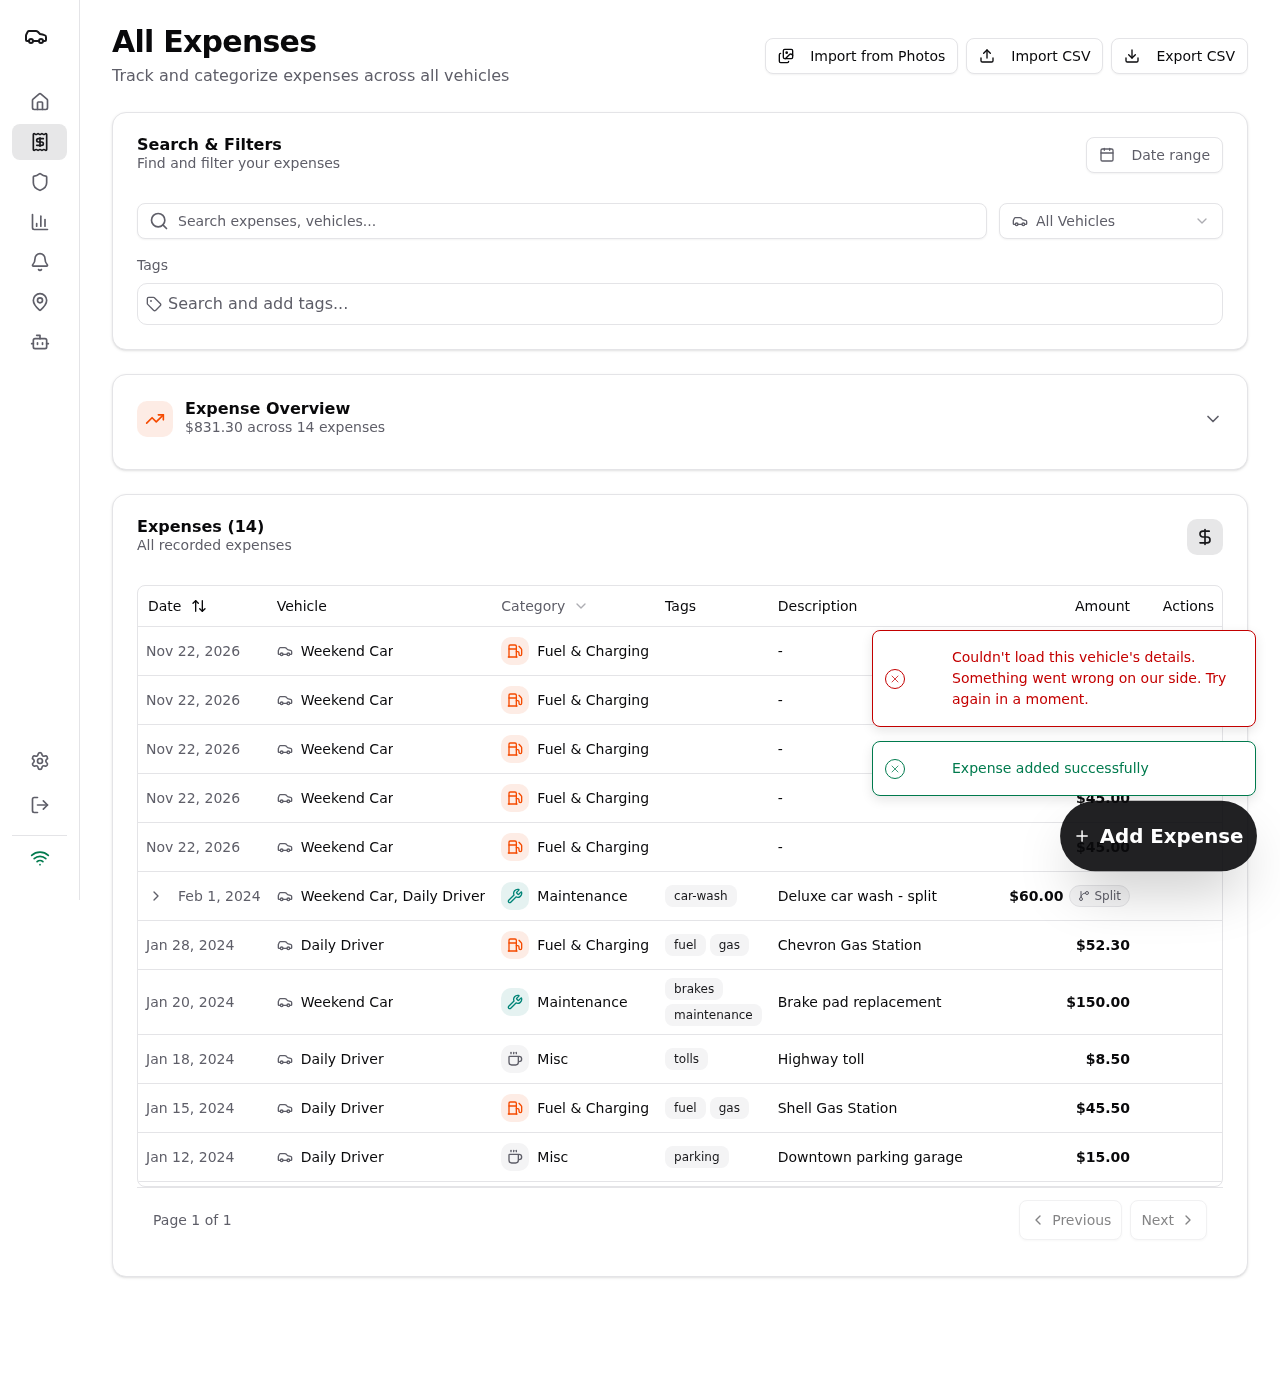 All Expenses
Track and categorize expenses across all vehicles
Import from Photos
Import CSV
Export CSV
Search & Filters
Find and filter your expenses
Date range
Search expenses, vehicles...
All Vehicles
Tags
Search and add tags...
Expense Overview
$831.30 across 14 expenses
Expenses (14)
All recorded expenses
Date Vehicle Category Tags Description Amount Actions
Nov 22, 2026 Weekend Car Fuel & Charging -
Nov 22, 2026 Weekend Car Fuel & Charging -
Nov 22, 2026 Weekend Car Fuel & Charging -
Nov 22, 2026 Weekend Car Fuel & Charging - $45.00
Nov 22, 2026 Weekend Car Fuel & Charging - $45.00
Couldn't load this vehicle's details.
Something went wrong on our side. Try
again in a moment.
Expense added successfully
Add Expense
Feb 1, 2024 Weekend Car, Daily Driver Maintenance car-wash Deluxe car wash - split $60.00 Split
Jan 28, 2024 Daily Driver Fuel & Charging fuel gas Chevron Gas Station $52.30
Jan 20, 2024 Weekend Car Maintenance brakes maintenance Brake pad replacement $150.00
Jan 18, 2024 Daily Driver Misc tolls Highway toll $8.50
Jan 15, 2024 Daily Driver Fuel & Charging fuel gas Shell Gas Station $45.50
Jan 12, 2024 Daily Driver Misc parking Downtown parking garage $15.00
Page 1 of 1
Previous
Next